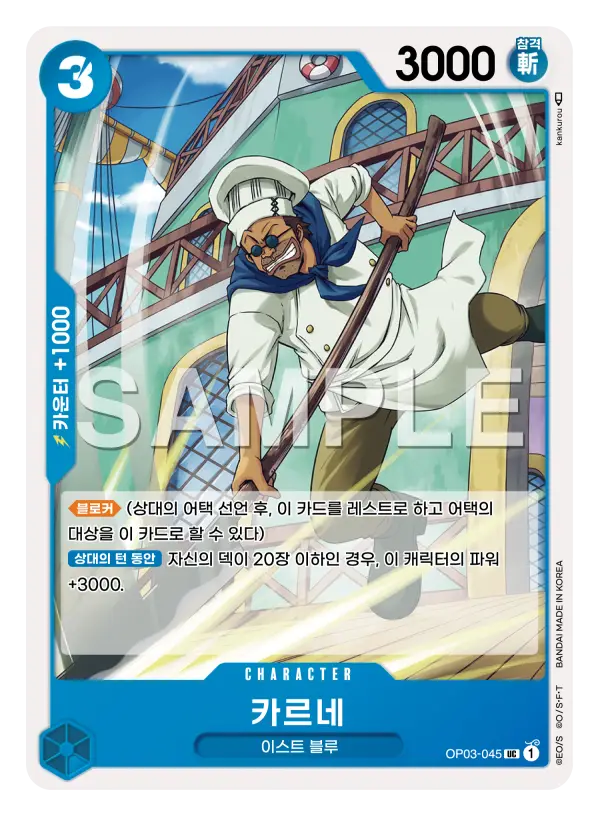 3
3000
참격
斬
kankurou
카운터 +1000
SAMPLE
블로커 (상대의 어택 선언 후, 이 카드를 레스트로 하고 어택의
대상을 이 카드로 할 수 있다)
상대의 턴 동안 자신의 덱이 20장 이하인 경우, 이 캐릭터의 파워
+3000.
CHARACTER
카르네
이스트 블루
OP03-045 UC 1
©EO/S ©O/S·F·T BANDAI MADE IN KOREA